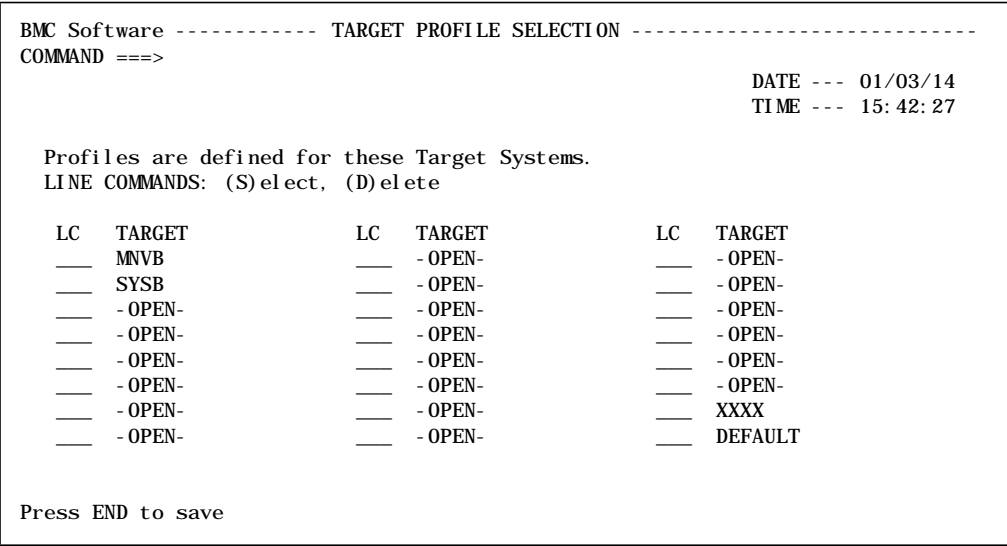 BMC Software ------------ TARGET PROFILE SELECTION -----------------------------
COMMAND ===>
DATE --- 01/03/14
TIME --- 15:42:27
Profiles are defined for these Target Systems.
LINE COMMANDS: (S)elect, (D)elete
LC TARGET LC TARGET LC TARGET
___ MNVB ___ -OPEN- ___ -OPEN-
___ SYSB ___ -OPEN- ___ -OPEN-
___ -OPEN- ___ -OPEN- ___ -OPEN-
___ -OPEN- ___ -OPEN- ___ -OPEN-
___ -OPEN- ___ -OPEN- ___ -OPEN-
___ -OPEN- ___ -OPEN- ___ -OPEN-
___ -OPEN- ___ -OPEN- ___ XXXX
___ -OPEN- ___ -OPEN- ___ DEFAULT
Press END to save